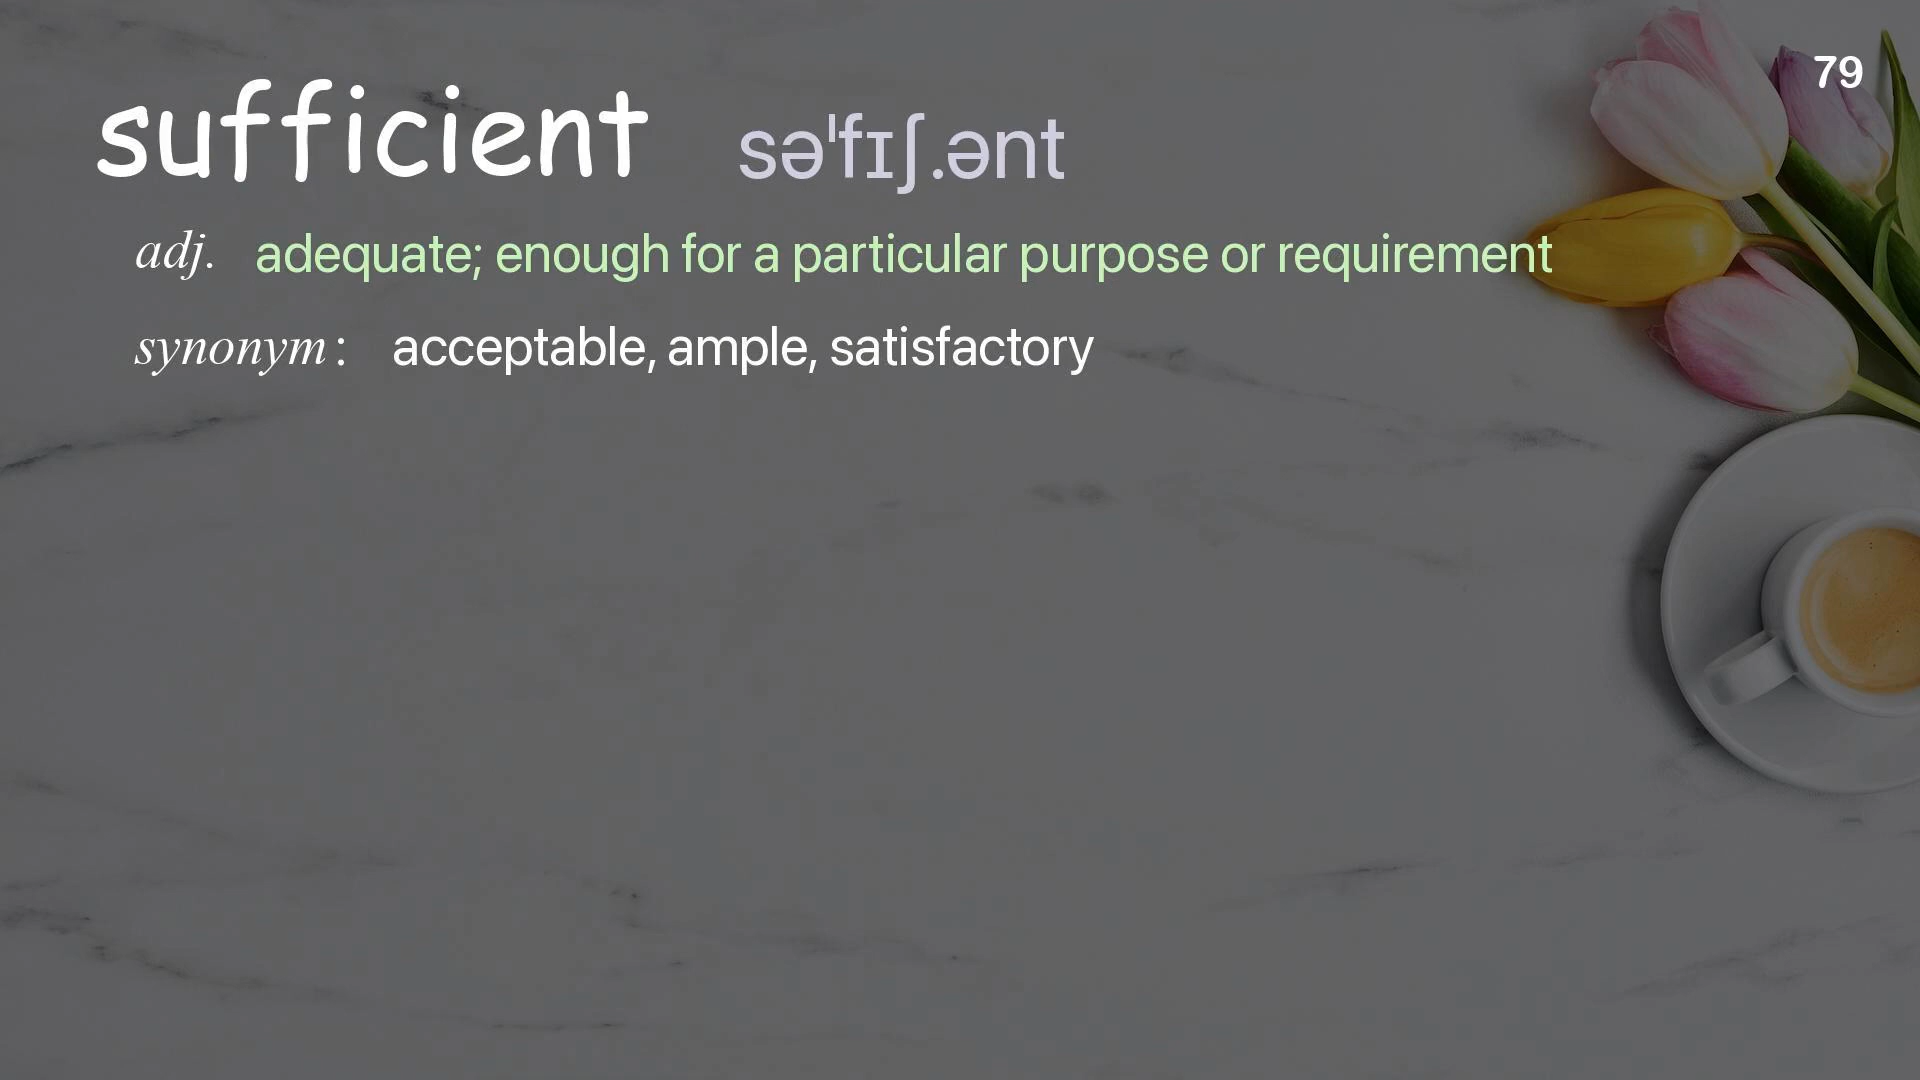 79
sufficient səˈfɪʃ.ənt
adj. adequate; enough for a particular purpose or requirement
synonym: acceptable, ample, satisfactory